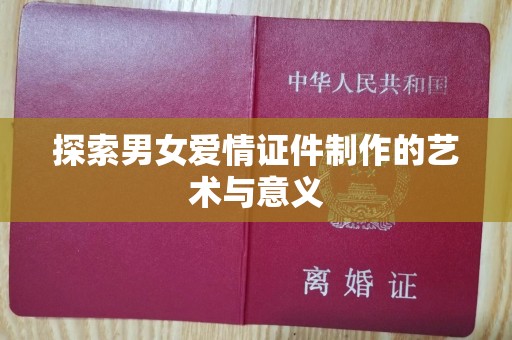 中华人民共和国
探索男女爱情证件制作的艺
术与意义
离婚证